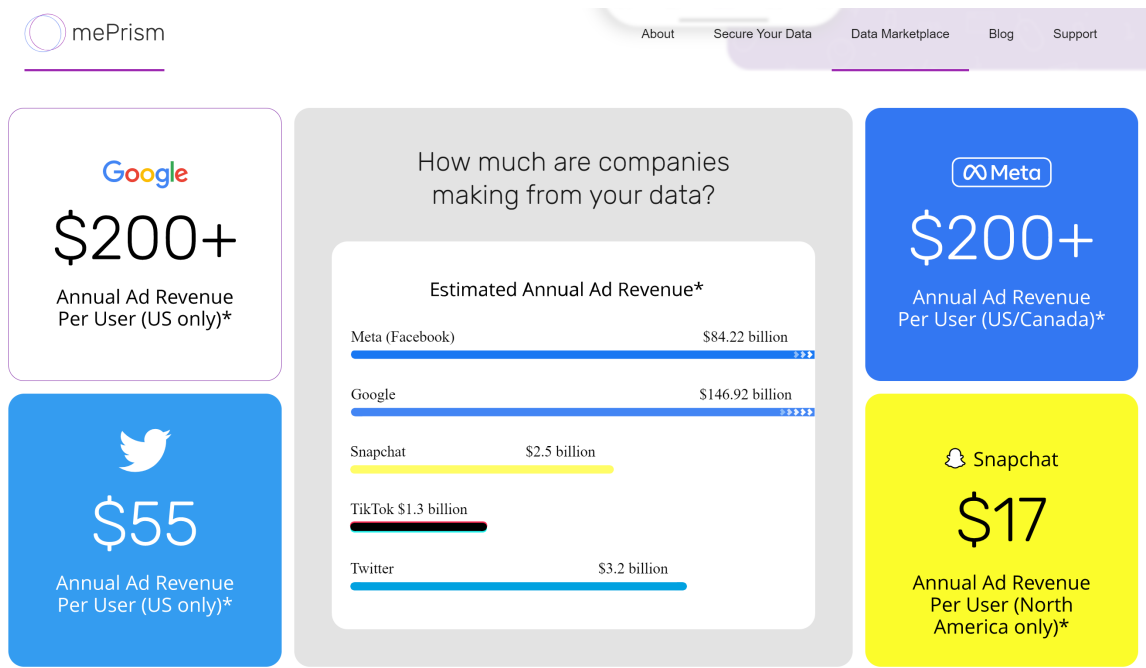 mePrism
About Secure Your Data Data Marketplace Blog Support
Google
$200+
Annual Ad Revenue
Per User (US only)*
$55
Annual Ad Revenue
Per User (US only)*
How much are companies
making from your data?
Estimated Annual Ad Revenue*
Meta (Facebook) $84.22 billion
Google $146.92 billion
Snapchat $2.5 billion
TikTok $1.3 billion
Twitter $3.2 billion
Meta
$200+
Annual Ad Revenue
Per User (US/Canada)*
Snapchat
$17
Annual Ad Revenue
Per User (North
America only)*